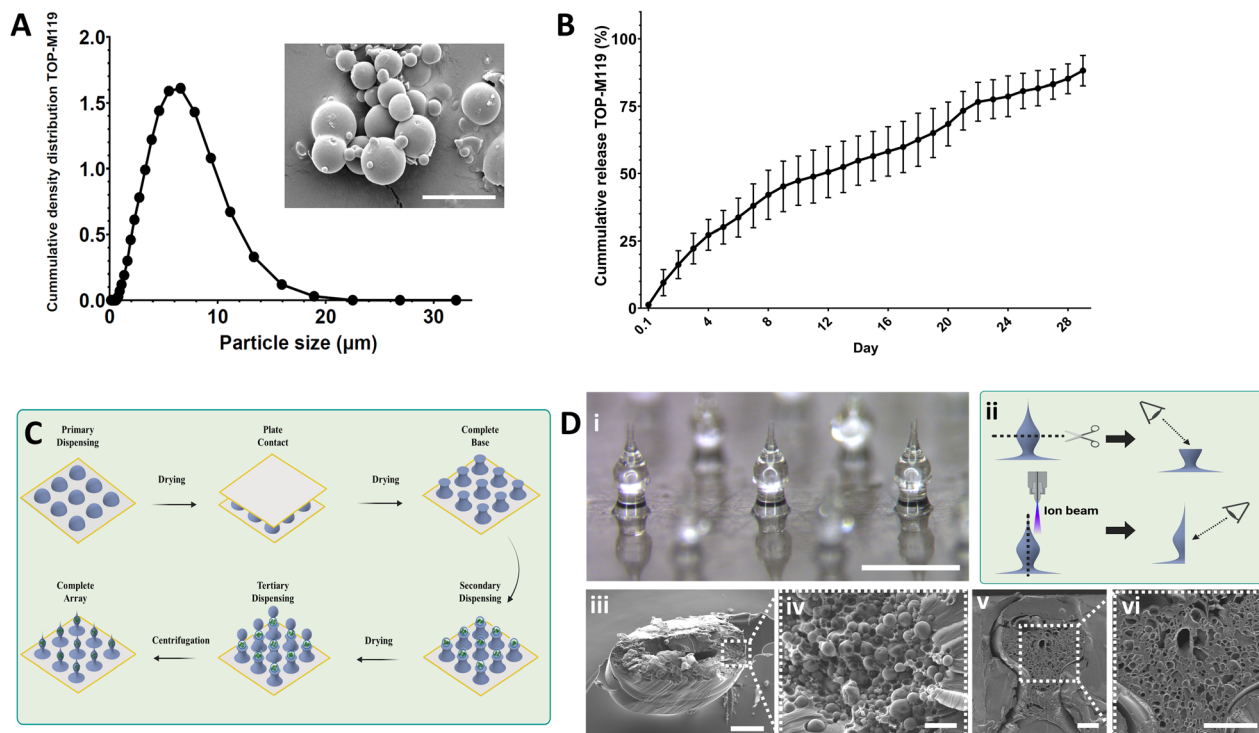 A
Cummulative density distribution TOP-M119
2.0
1.5
1.0
0.5
0.0
0
10
20
30
Particle size (µm)
B
Cummulative release TOP-M119 (%)
100
75
50
25
0
0.1
4
8
12
16
20
24
28
Day
C
Primary
Dispensing
Drying
Plate
Contact
Drying
Complete
Base
Complete
Array
Centrifugation
Tertiary
Dispensing
Drying
Secondary
Dispensing
D
i
ii
Ion beam
iii
iv
v
vi